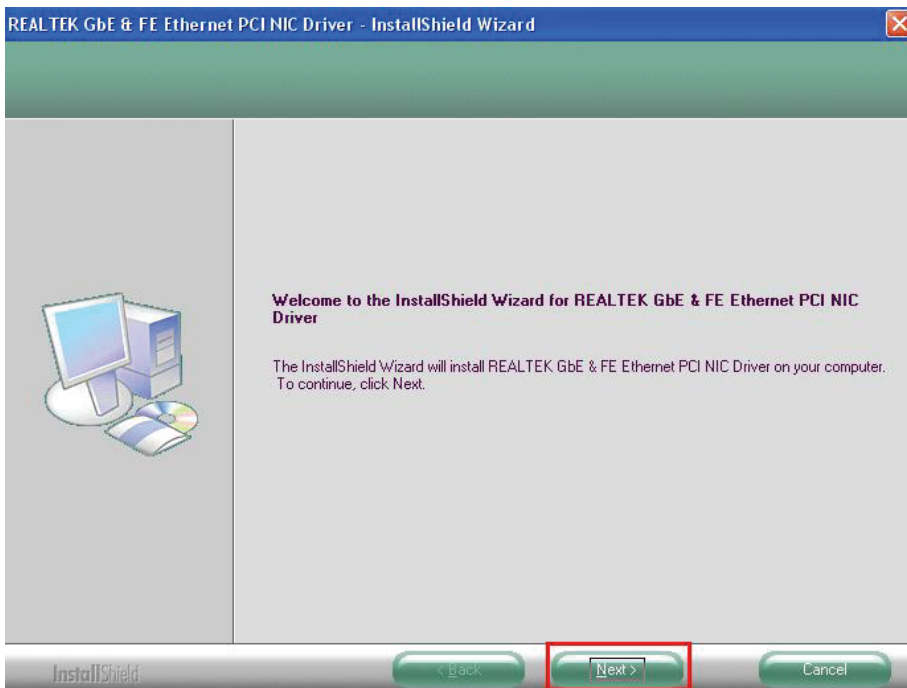 REALTEK GbE & FE Ethernet PCI NIC Driver - InstallShield Wizard
Welcome to the InstallShield Wizard for REALTEK GbE & FE Ethernet PCI NIC
Driver
The InstallShield Wizard will install REALTEK GbE & FE Ethernet PCI NIC Driver on your computer.
To continue, click Next.
InstallShield
< Back
Next >
Cancel